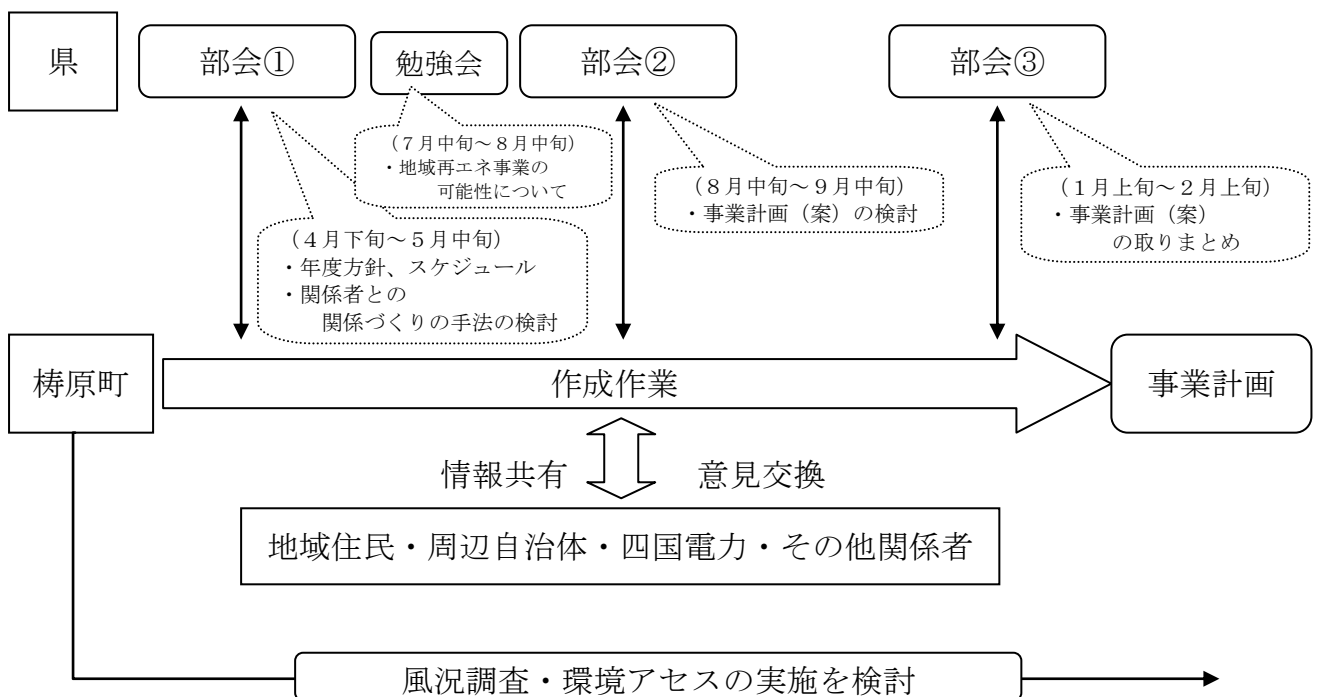 県
部会①
勉強会
部会②
部会③
(7月中旬~8月中旬)
・地域再エネ事業の
可能性について
(8月中旬~9月中旬)
・事業計画(案)の検討
(1月上旬~2月上旬)
・事業計画(案)
の取りまとめ
(4月下旬~5月中旬)
・年度方針、スケジュール
・関係者との
関係づくりの手法の検討
梼原町
作成作業
事業計画
情報共有
意見交換
地域住民・周辺自治体・四国電力・その他関係者
風況調査・環境アセスの実施を検討